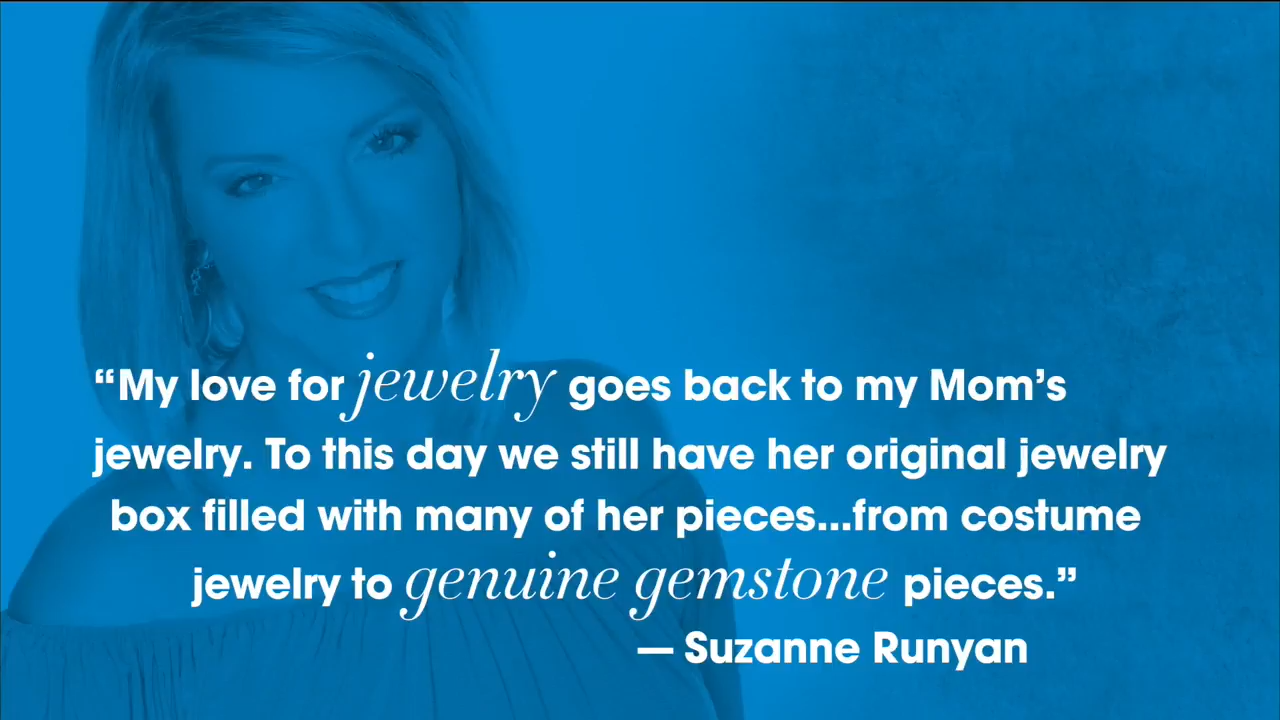 “My love for jewelry goes back to my Mom’s
jewelry. To this day we still have her original jewelry
box filled with many of her pieces...from costume
jewelry to genuine gemstone pieces.”
— Suzanne Runyan